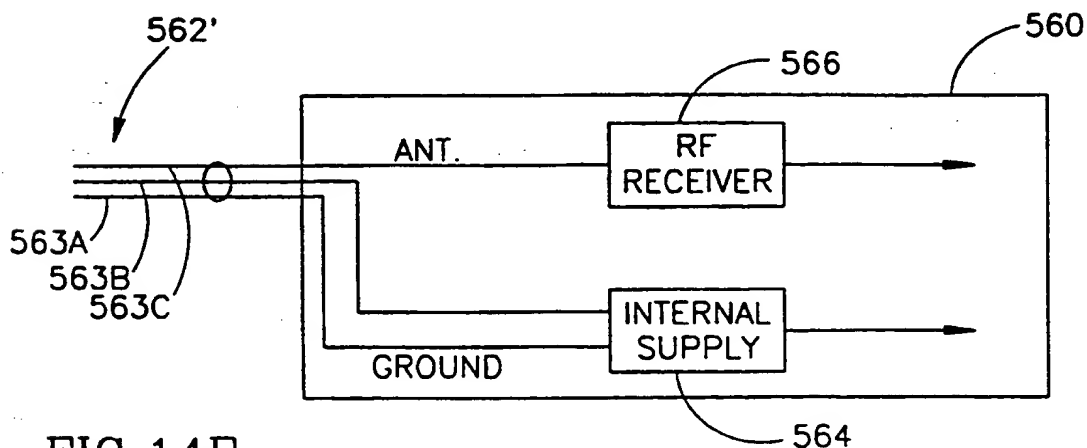 562'
560
566
ANT.
RF
RECEIVER
563A
563B
563C
INTERNAL
SUPPLY
GROUND
564